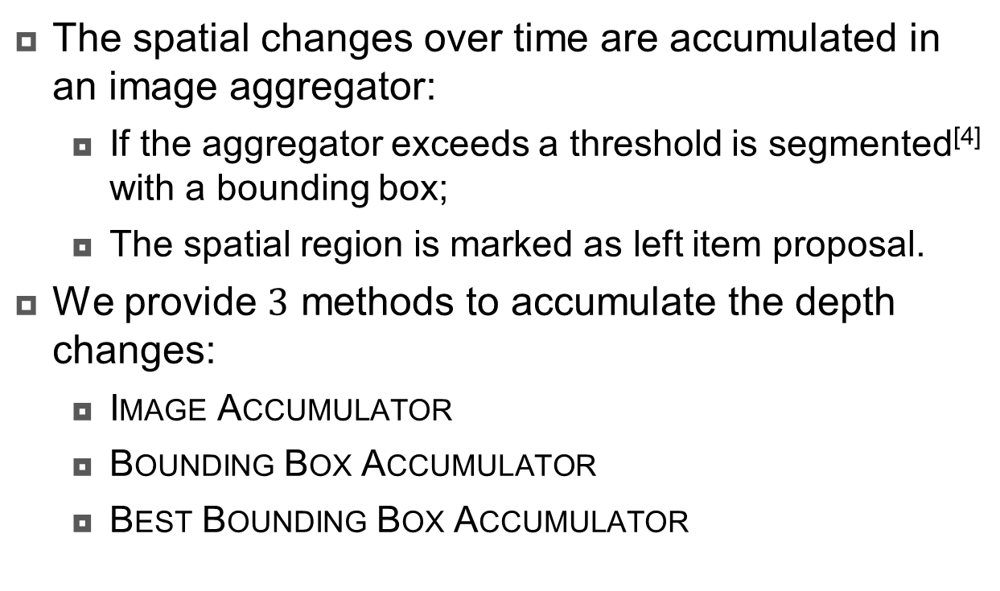 The spatial changes over time are accumulated in
an image aggregator:
If the aggregator exceeds a threshold is segmented[4]
with a bounding box;
The spatial region is marked as left item proposal.
We provide 3 methods to accumulate the depth
changes:
IMAGE ACCUMULATOR
BOUNDING BOX ACCUMULATOR
BEST BOUNDING BOX ACCUMULATOR